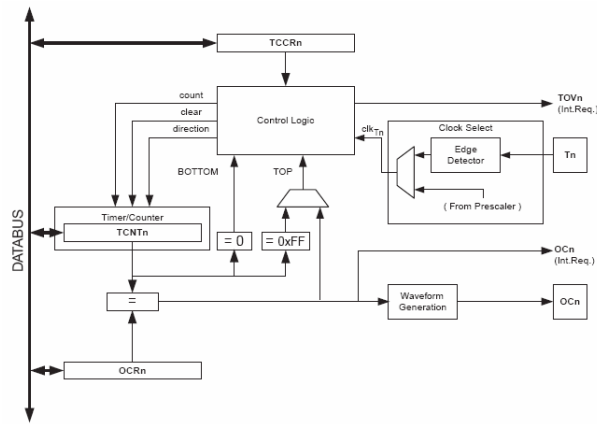 TCCRn
count
clear
direction
Control Logic
TOVn
(Int.Req.)
clkTn
Clock Select
Edge
Detector
Tn
( From Prescaler )
BOTTOM
TOP
Timer/Counter
TCNTn
= 0
= 0xFF
DATABUS
OCn
(Int.Req.)
=
Waveform
Generation
OCn
OCRn